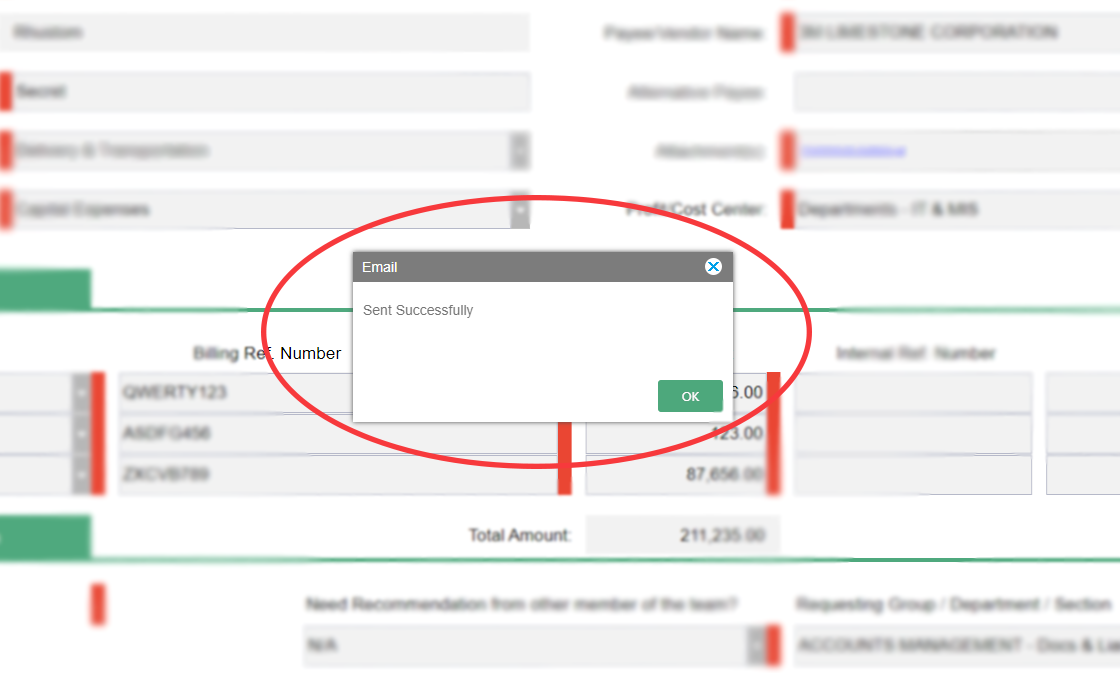 Rhustom
Payee/Vendor Name:
3M LIMESTONE CORPORATION
Secret
Alternative Payee:
Delivery & Transportation
Attachment(s):
Capital Expenses
Profit/Cost Center:
Departments - IT & MIS
Email
Sent Successfully
OK
Billing Ref. Number
Internal Ref. Number
QWERTY123
6.00
ASDFG456
123.00
ZXCVB789
87,656.00
Total Amount:
211,235.00
Need Recommendation from other member of the team?
Requesting Group / Department / Section
N/A
ACCOUNTS MANAGEMENT - Docs &